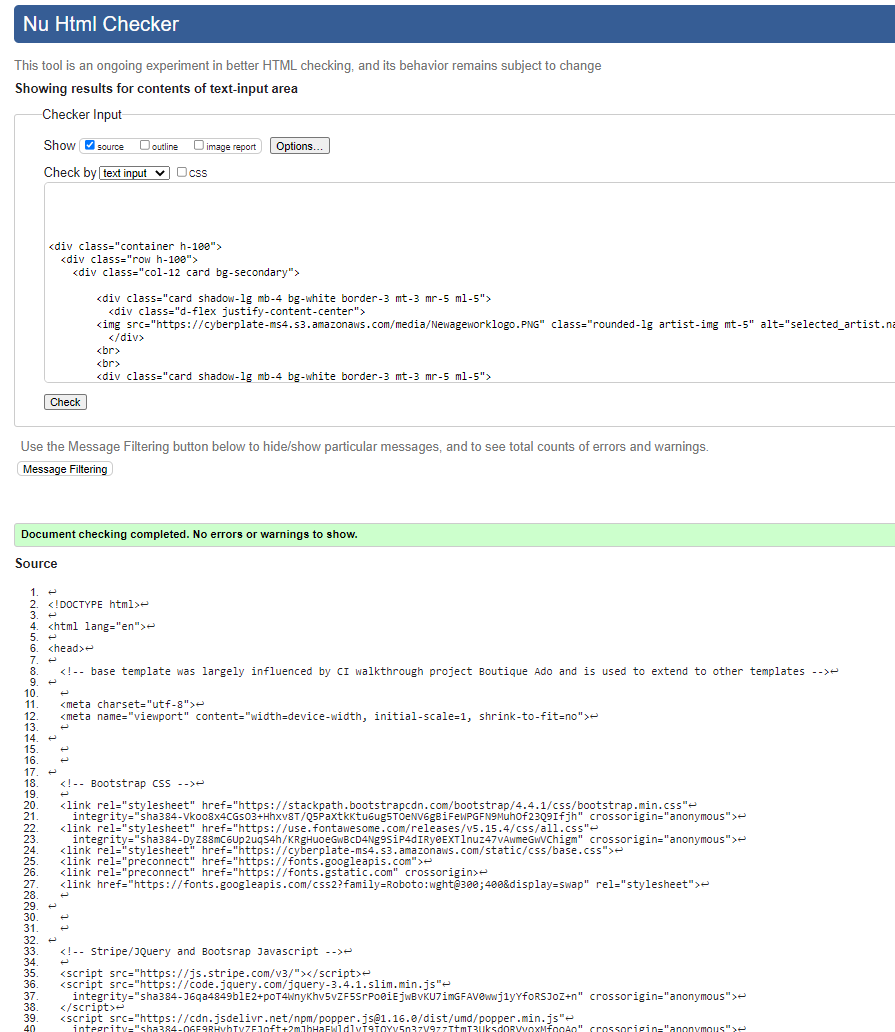 Nu Html Checker
This tool is an ongoing experiment in better HTML checking, and its behavior remains subject to change
Showing results for contents of text-input area
Checker Input
Show source outline image report Options...
Check by text input CSS
<div class="container h-100">
<div class="row h-100">
<div class="col-12 card bg-secondary">
<div class="card shadow-lg mb-4 bg-white border-3 mt-3 mr-5 ml-5">
<div class="d-flex justify-content-center">
<img src="https://cyberplate-ms4.s3.amazonaws.com/media/Newageworklogo.PNG" class="rounded-lg artist-img mt-5" alt="selected_artist.na
</div>
<br>
<br>
<div class="card shadow-lg mb-4 bg-white border-3 mt-3 mr-5 ml-5">
Check
Use the Message Filtering button below to hide/show particular messages, and to see total counts of errors and warnings.
Message Filtering
Document checking completed. No errors or warnings to show.
Source
1. ↩
2. <!DOCTYPE html>↩
3. ↩
4. <html lang="en">↩
5. ↩
6. <head>↩
7. ↩
8. <!-- base template was largely influenced by CI walkthrough project Boutique Ado and is used to extend to other templates -->↩
9. ↩
10. ↩
11. <meta charset="utf-8">↩
12. <meta name="viewport" content="width=device-width, initial-scale=1, shrink-to-fit=no">↩
13. ↩
14. ↩
15. ↩
16. ↩
17. ↩
18. <!-- Bootstrap CSS -->↩
19. ↩
20. <link rel="stylesheet" href="https://stackpath.bootstrapcdn.com/bootstrap/4.4.1/css/bootstrap.min.css"↩
21. integrity="sha384-Vkoo8x4CGsO3+Hhxv8T/Q5PaXtkKtu6ug5TOeNV6gBiFeWPGFN9MuhOf23Q9Ifjh" crossorigin="anonymous">↩
22. <link rel="stylesheet" href="https://use.fontawesome.com/releases/v5.15.4/css/all.css"↩
23. integrity="sha384-DyZ88mC6Up2uqS4h/KRgHuoeGwBcD4Ng9SiP4dIRy0EXTlnuz47vAwmeGwVChigm" crossorigin="anonymous">↩
24. <link rel="stylesheet" href="https://cyberplate-ms4.s3.amazonaws.com/static/css/base.css">↩
25. <link rel="preconnect" href="https://fonts.googleapis.com">↩
26. <link rel="preconnect" href="https://fonts.gstatic.com" crossorigin>↩
27. <link href="https://fonts.googleapis.com/css2?family=Roboto:wght@300;400&display=swap" rel="stylesheet">↩
28. ↩
29. ↩
30. ↩
31. ↩
32. ↩
33. <!-- Stripe/JQuery and Bootsrap Javascript -->↩
34. ↩
35. <script src="https://js.stripe.com/v3/"></script>↩
36. <script src="https://code.jquery.com/jquery-3.4.1.slim.min.js"↩
37. integrity="sha384-J6qa4849blE2+poT4WnyKhv5vZF5SrPo0iEjwBvKU7imGFAV0wwj1yYfoRSJoZ+n" crossorigin="anonymous">↩
38. </script>↩
39. <script src="https://cdn.jsdelivr.net/npm/popper.js@1.16.0/dist/umd/popper.min.js"↩
40. integrity="sha384-Q6E9RHvbIyZFJoft+2mJbHaEWldlvI9IOYy5n3zV9zzTtmI3UksdQRVvoxMfooAo" crossorigin="anonymous">↩